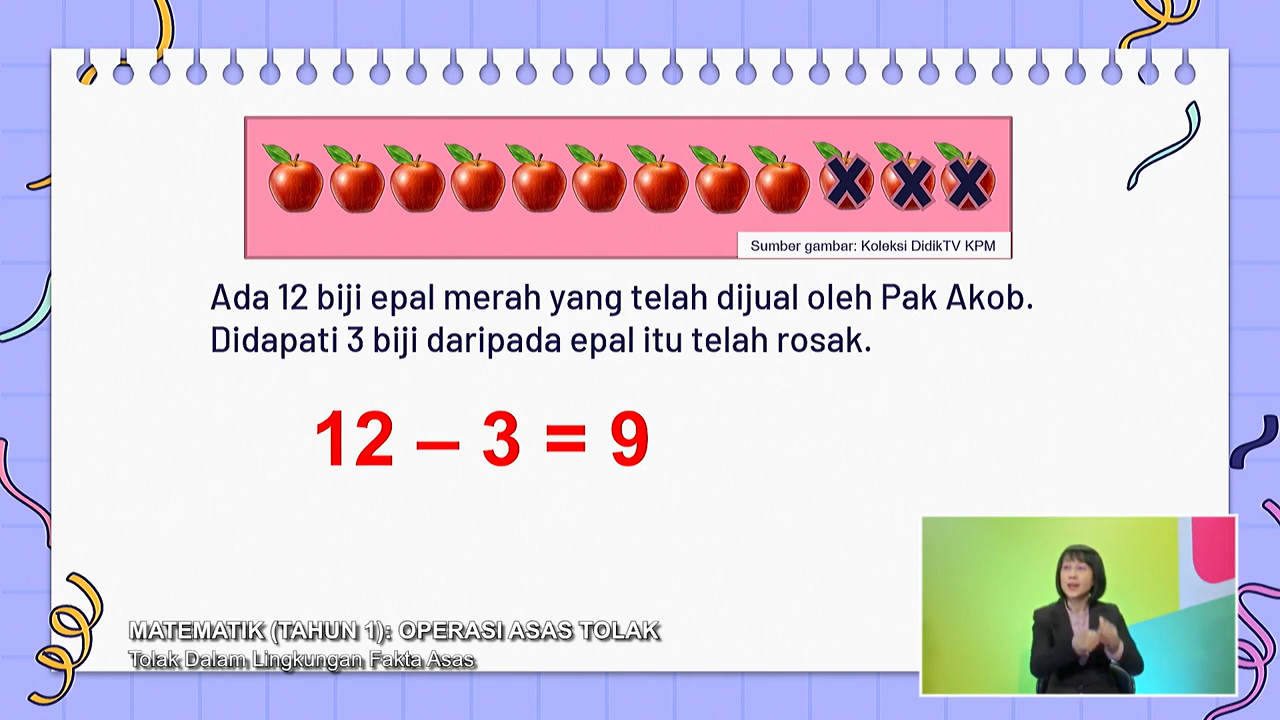 Sumber gambar: Koleksi DidikTV KPM
Ada 12 biji epal merah yang telah dijual oleh Pak Akob.
Didapati 3 biji daripada epal itu telah rosak.
12 – 3 = 9
MATEMATIK (TAHUN 1): OPERASI ASAS TOLAK
Tolak Dalam Lingkungan Fakta Asas